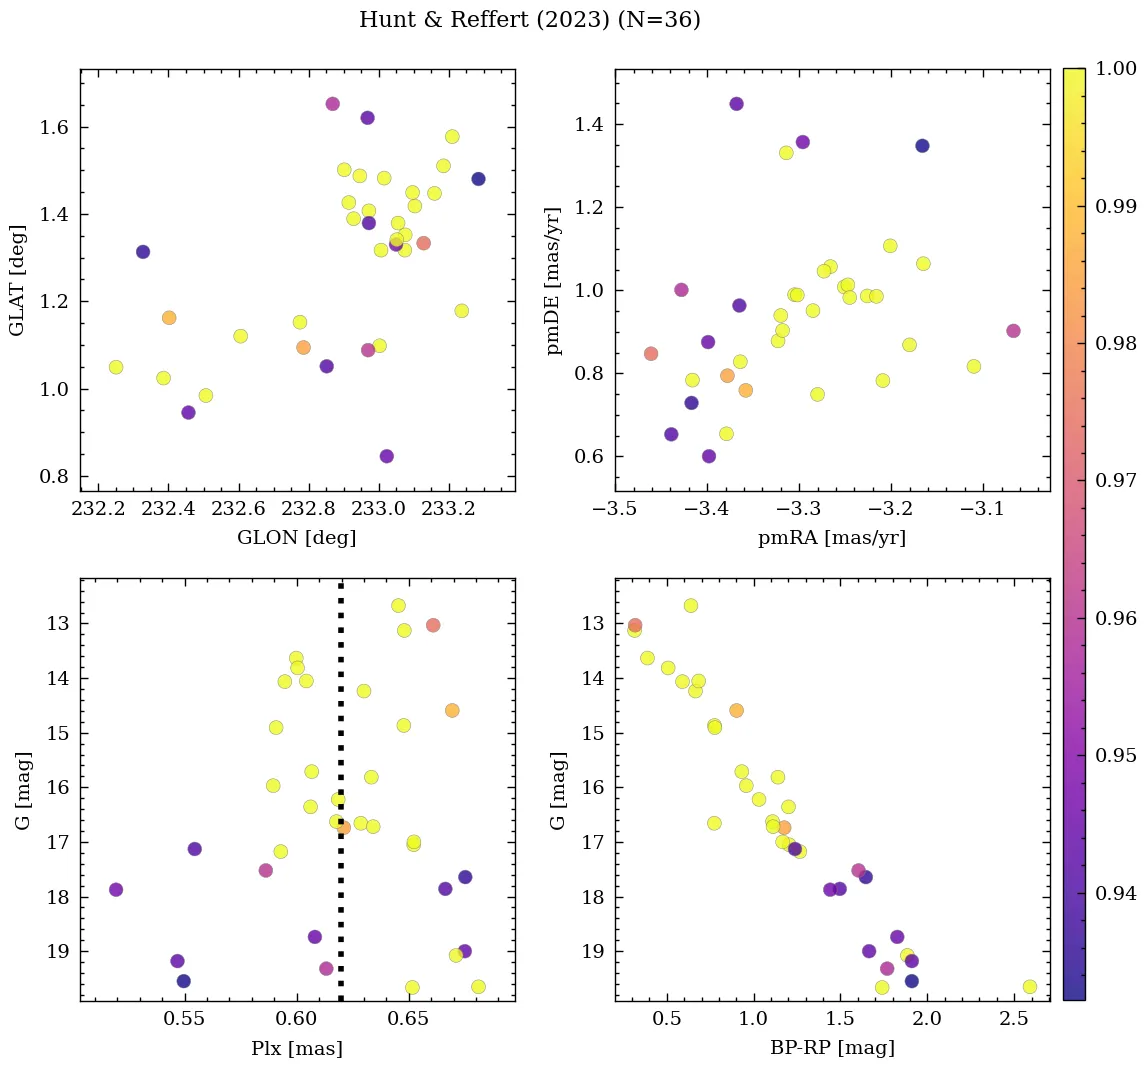 Hunt & Reffert (2023) (N=36)
GLAT [deg]
1.6
1.4
1.2
1.0
0.8
232.2 232.4 232.6 232.8 233.0 233.2
GLON [deg]
pmDE [mas/yr]
1.4
1.2
1.0
0.8
0.6
−3.5 −3.4 −3.3 −3.2 −3.1
pmRA [mas/yr]
1.00
0.99
0.98
0.97
0.96
0.95
0.94
G [mag]
13
14
15
16
17
18
19
0.55 0.60 0.65
Plx [mas]
G [mag]
13
14
15
16
17
18
19
0.5 1.0 1.5 2.0 2.5
BP-RP [mag]